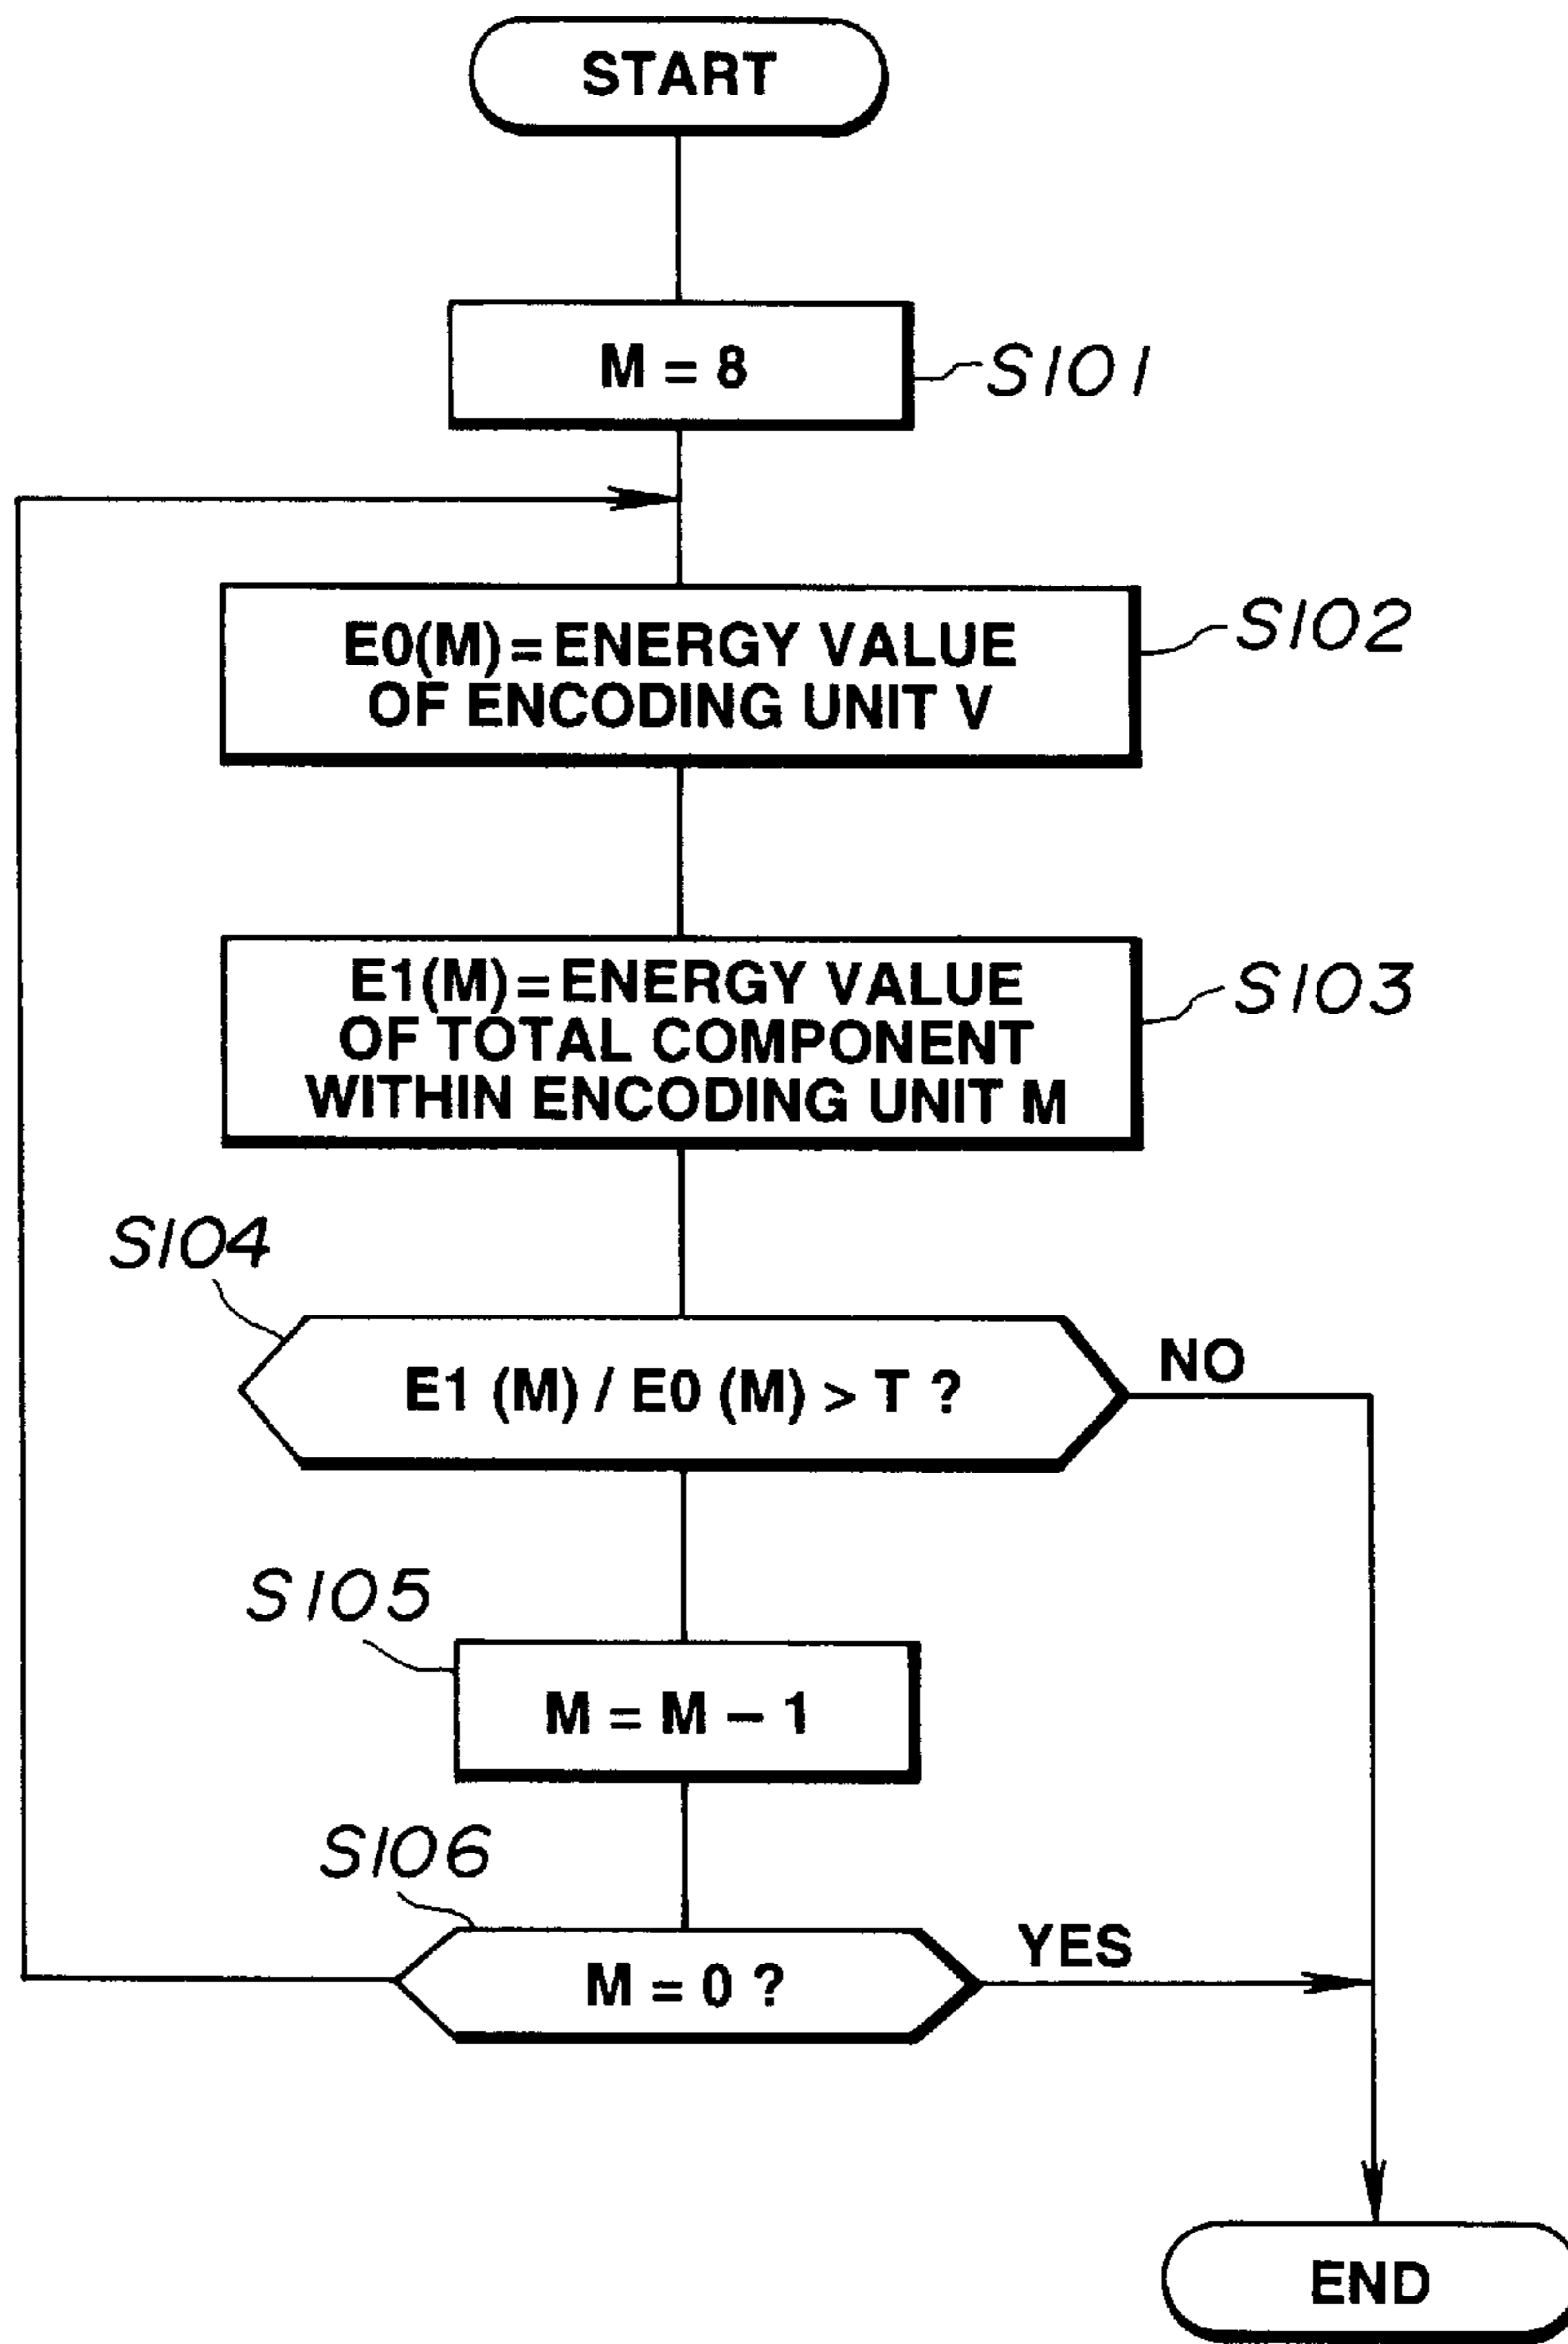 START
M = 8
S101
E0(M)=ENERGY VALUE
OF ENCODING UNIT V
S102
E1(M)=ENERGY VALUE
OF TOTAL COMPONENT
WITHIN ENCODING UNIT M
S103
S104
E1 (M) / E0 (M) > T ?
NO
S105
M = M – 1
S106
M = 0 ?
YES
END